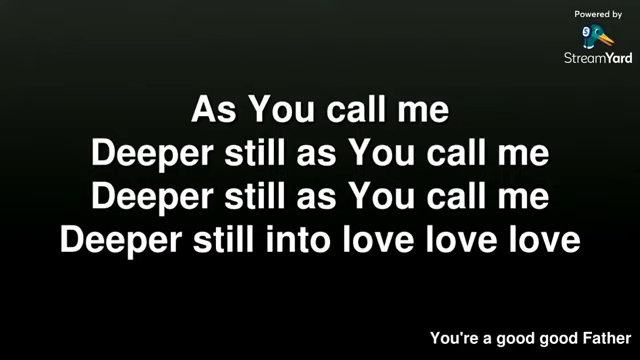 Powered by
StreamYard
As You call me
Deeper still as You call me
Deeper still as You call me
Deeper still into love love love
You're a good good Father